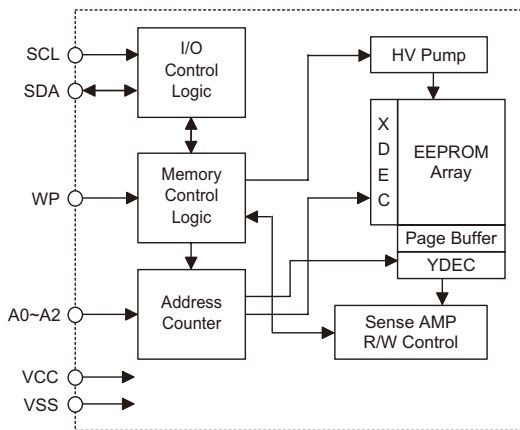 SCL
SDA
WP
A0~A2
VCC
VSS
I/O
Control
Logic
Memory
Control
Logic
Address
Counter
HV Pump
X
D
E
C
EEPROM
Array
Page Buffer
YDEC
Sense AMP
R/W Control